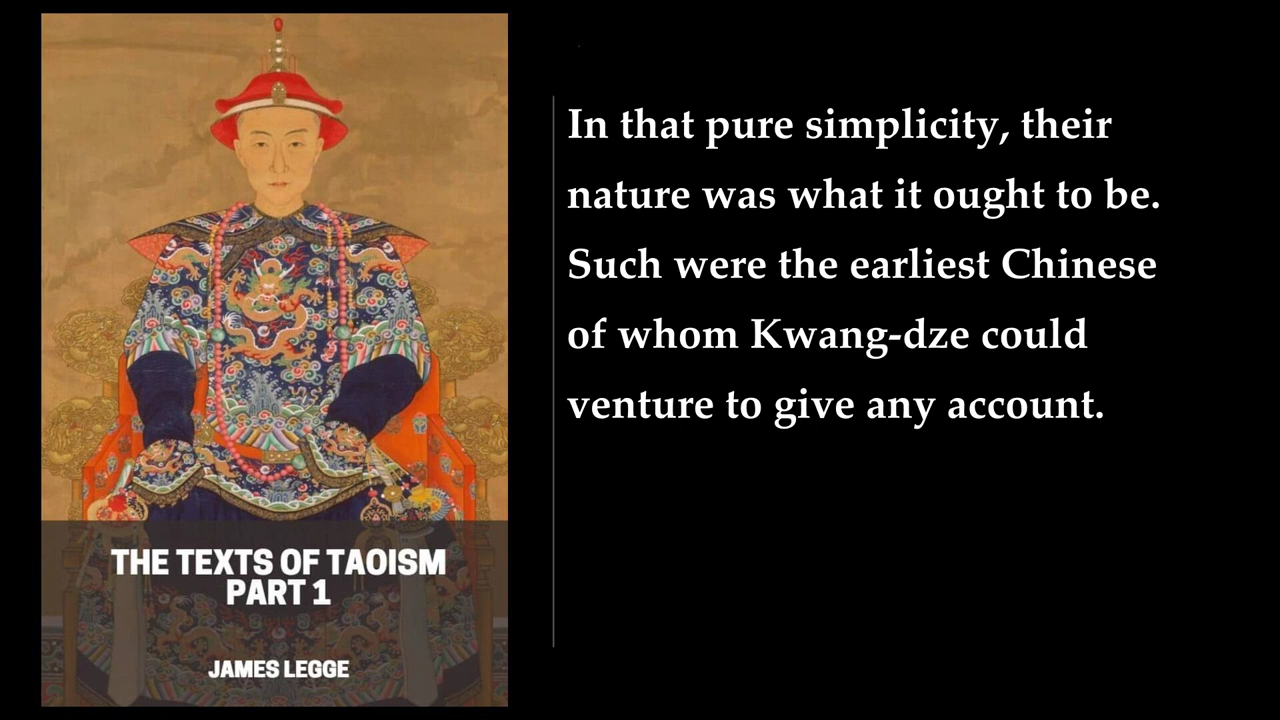 THE TEXTS OF TAOISM
PART 1
JAMES LEGGE
In that pure simplicity, their
nature was what it ought to be.
Such were the earliest Chinese
of whom Kwang-dze could
venture to give any account.